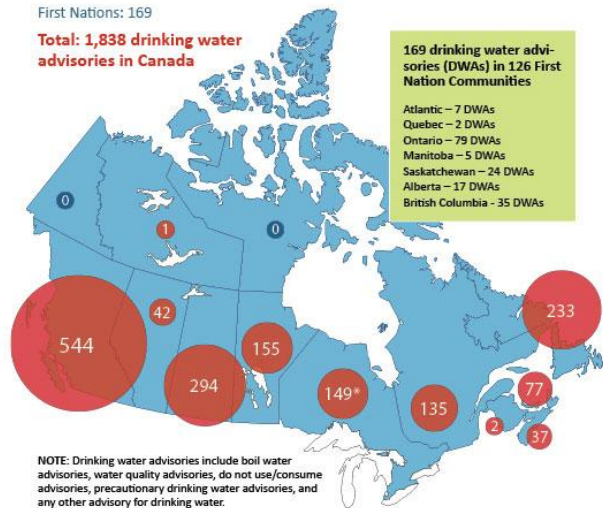 First Nations: 169
Total: 1,838 drinking water
advisories in Canada
169 drinking water advi-
sories (DWAs) in 126 First
Nation Communities
Atlantic – 7 DWAs
Quebec – 2 DWAs
Ontario – 79 DWAs
Manitoba – 5 DWAs
Saskatchewan – 24 DWAs
Alberta – 17 DWAs
British Columbia - 35 DWAs
0
1
0
544
42
294
155
149*
135
233
77
2
37
NOTE: Drinking water advisories include boil water
advisories, water quality advisories, do not use/consume
advisories, precautionary drinking water advisories, and
any other advisory for drinking water.